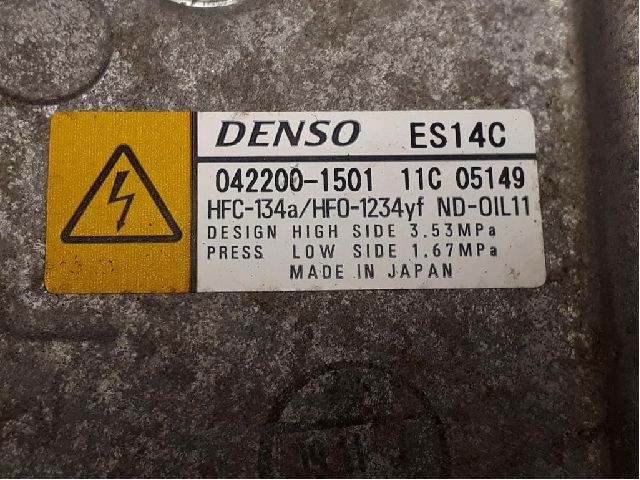 DENSO ES14C
042200-1501 11C 05149
HFC-134a/HFO-1234yf ND-OIL11
DESIGN HIGH SIDE 3.53MPa
PRESS LOW SIDE 1.67MPa
MADE IN JAPAN